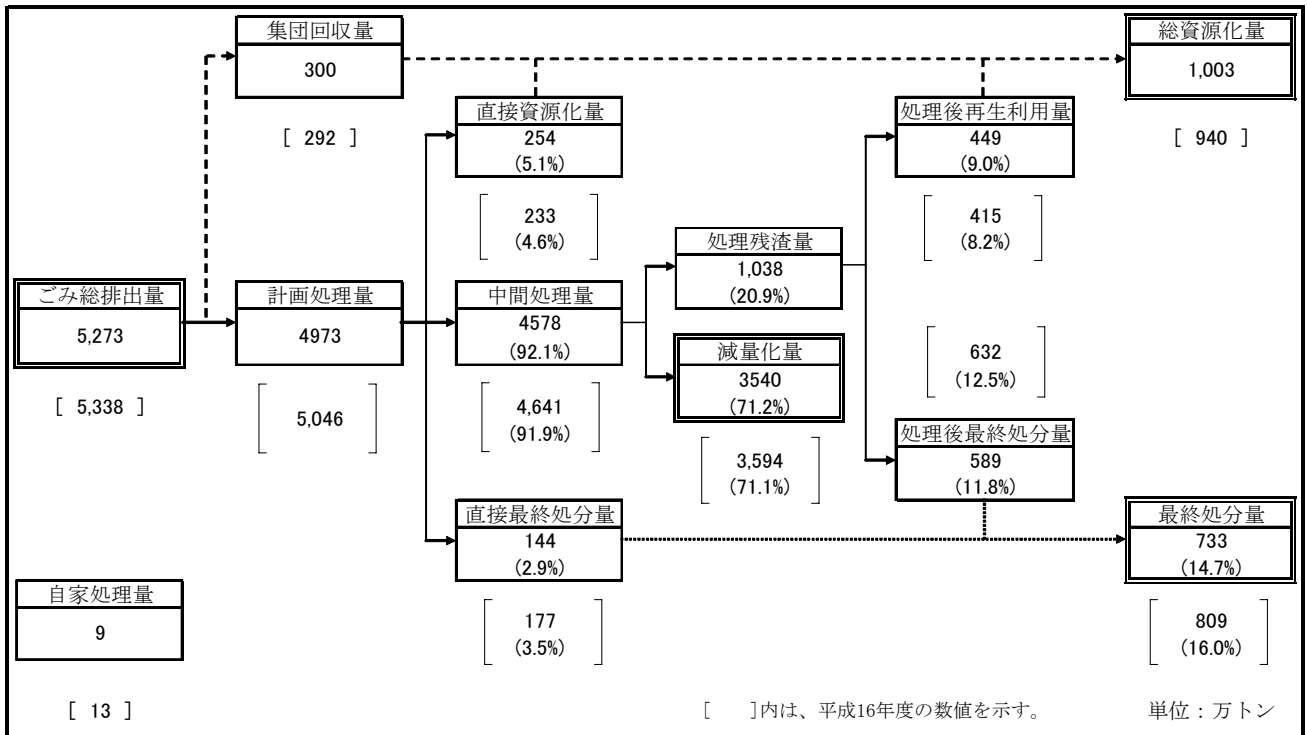 集団回収量
300
[ 292 ]
総資源化量
1,003
[ 940 ]
直接資源化量
254
(5.1%)
233
(4.6%)
処理後再生利用量
449
(9.0%)
415
(8.2%)
ごみ総排出量
5,273
[ 5,338 ]
計画処理量
4973
5,046
中間処理量
4578
(92.1%)
4,641
(91.9%)
処理残渣量
1,038
(20.9%)
減量化量
3540
(71.2%)
3,594
(71.1%)
632
(12.5%)
処理後最終処分量
589
(11.8%)
直接最終処分量
144
(2.9%)
177
(3.5%)
最終処分量
733
(14.7%)
809
(16.0%)
自家処理量
9
[ 13 ]
[ ]内は、平成16年度の数値を示す。
単位：万トン